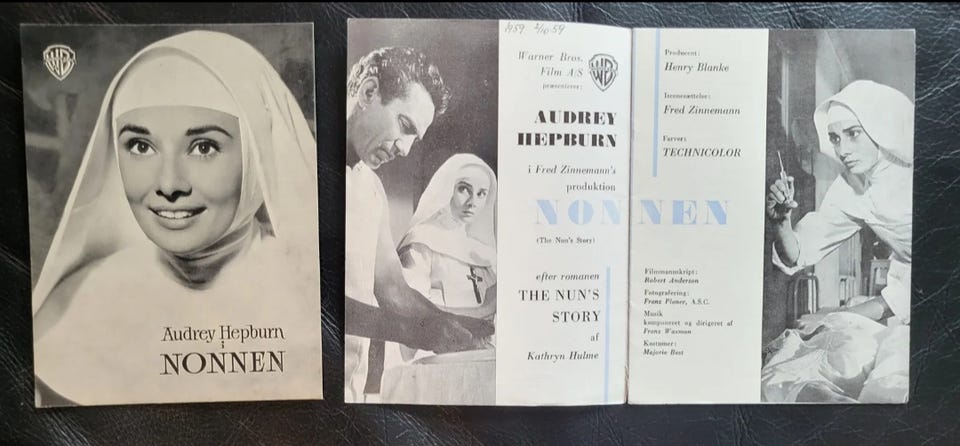 WB
Audrey Hepburn
i
NONNEN
1959 2/10-59
Warner Bros.
Film A/S
præsenterer:
WB
AUDREY
HEPBURN
i Fred Zinnemann's
produktion
NONNEN
(The Nun's Story)
efter romanen
THE NUN'S
STORY
af
Kathryn Hulme
Producent:
Henry Blanke
Iscenesættelse:
Fred Zinnemann
Farver:
TECHNICOLOR
Filmmanuskript:
Robert Anderson
Fotografering:
Franz Planer, A.S.C.
Musik
komponeret og dirigeret af
Franz Waxman
Kostumer:
Majorie Best